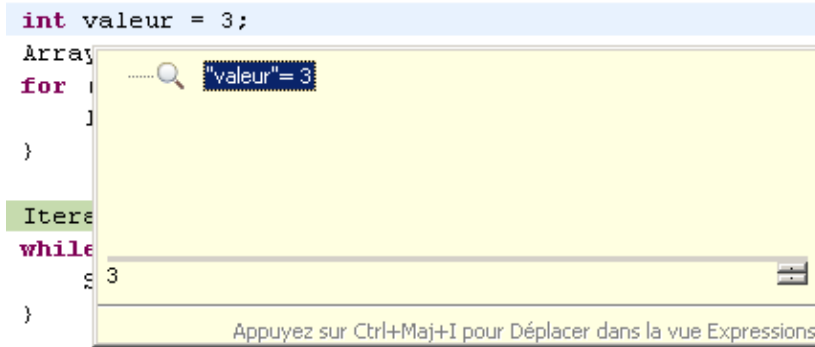 int valeur = 3;
Array
for
"valeur"= 3
}
Itera
while
3
}
Appuyez sur Ctrl+Maj+I pour Déplacer dans la vue Expressions